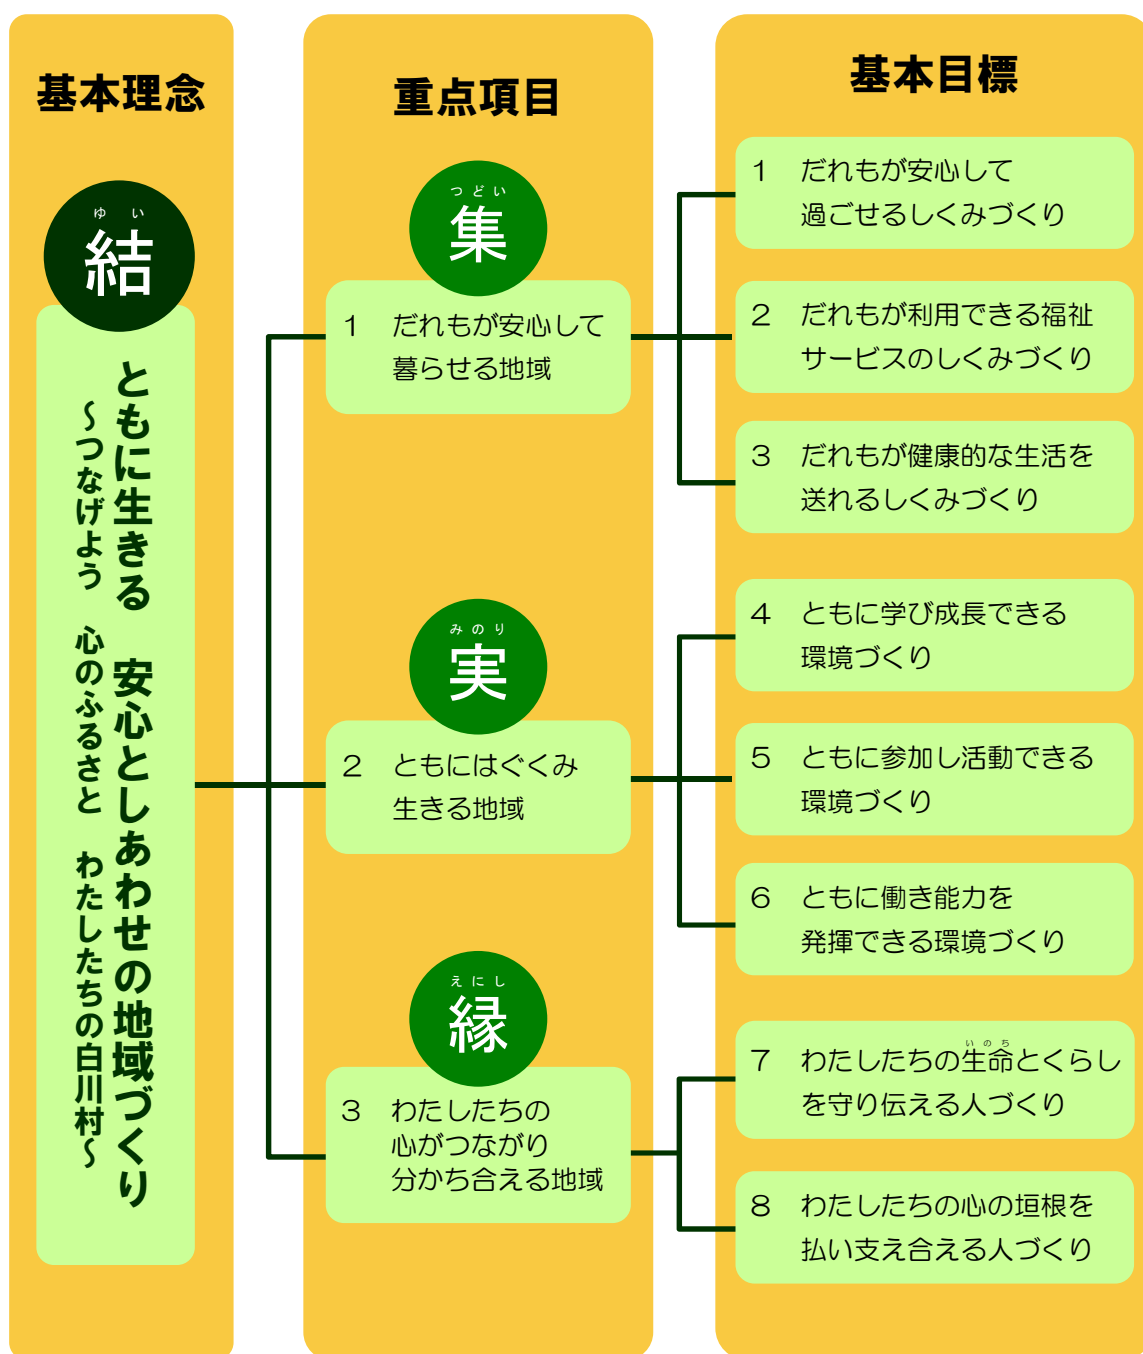 基本理念
ゆい
結
ともに生きる　安心としあわせの地域づくり
～つなげよう　心のふるさと　わたしたちの白川村～
重点項目
つどい
集
1　だれもが安心して
暮らせる地域
みのり
実
2　ともにはぐくみ
生きる地域
えにし
縁
3　わたしたちの
心がつながり
分かち合える地域
基本目標
1　だれもが安心して
過ごせるしくみづくり
2　だれもが利用できる福祉
サービスのしくみづくり
3　だれもが健康的な生活を
送れるしくみづくり
4　ともに学び成長できる
環境づくり
5　ともに参加し活動できる
環境づくり
6　ともに働き能力を
発揮できる環境づくり
いのち
7　わたしたちの生命とくらし
を守り伝える人づくり
8　わたしたちの心の垣根を
払い支え合える人づくり